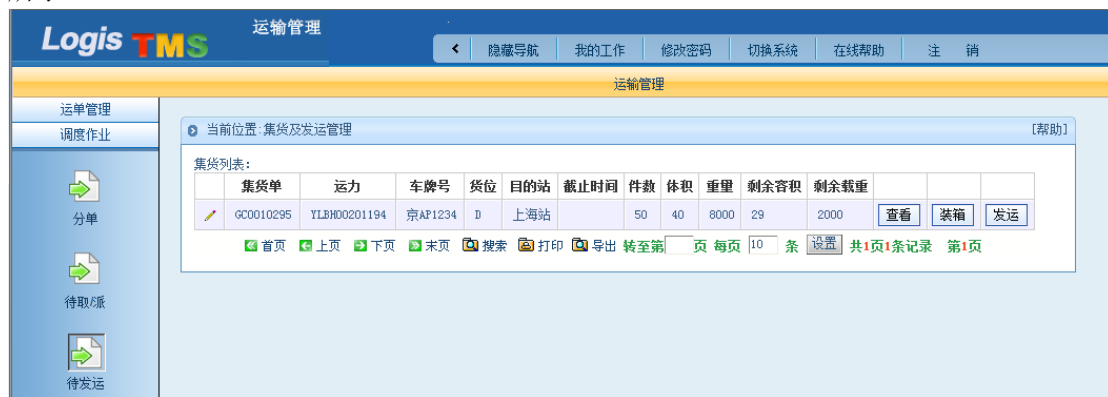 Logis TMS 运输管理
隐藏导航 我的工作 修改密码 切换系统 在线帮助 注 销
运输管理
运单管理
调度作业
分单
待取/派
待发运
当前位置:集货及发运管理 [帮助]
集货列表:
集货单 运力 车牌号 货位 目的站 截止时间 件数 体积 重量 剩余容积 剩余载重
GC0010295 YLBH00201194 京AP1234 D 上海站 50 40 8000 29 2000 查看 装箱 发运
首页 上页 下页 末页 搜索 打印 导出 转至第 页 每页 10 条 设置 共1页1条记录 第1页